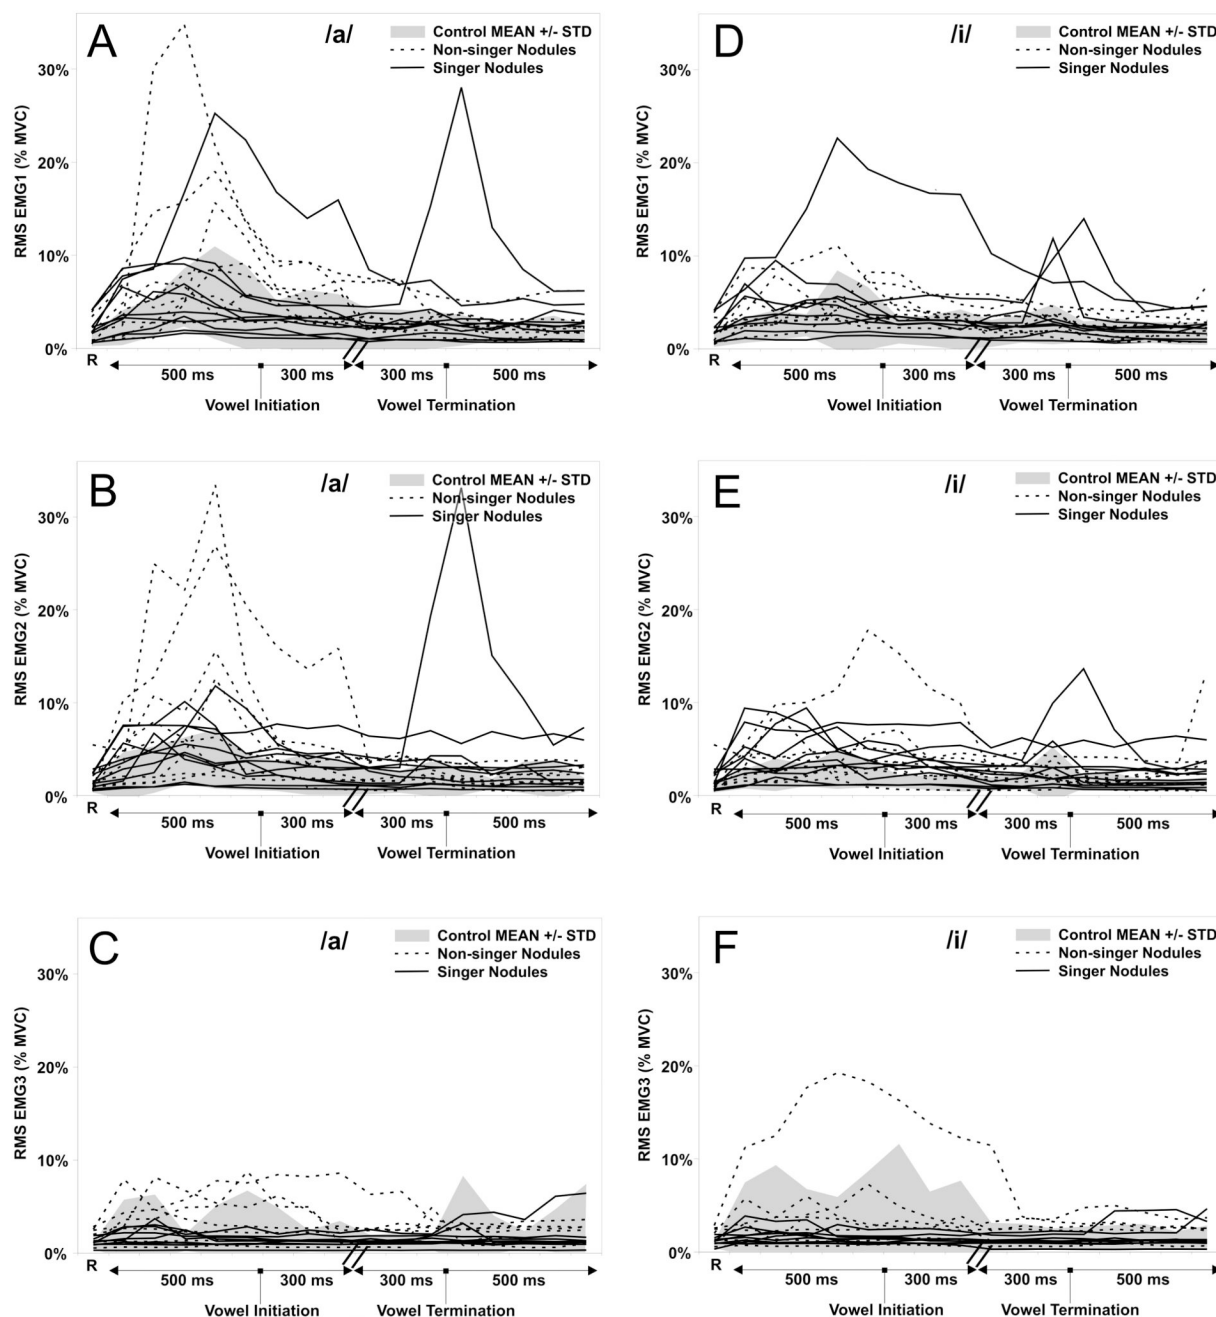 A
/a/
Control MEAN +/- STD
Non-singer Nodules
Singer Nodules
RMS EMG1 (% MVC)
30%
20%
10%
0%
R
500 ms
300 ms
300 ms
500 ms
Vowel Initiation
Vowel Termination
D
/i/
Control MEAN +/- STD
Non-singer Nodules
Singer Nodules
RMS EMG1 (% MVC)
30%
20%
10%
0%
R
500 ms
300 ms
300 ms
500 ms
Vowel Initiation
Vowel Termination
B
/a/
Control MEAN +/- STD
Non-singer Nodules
Singer Nodules
RMS EMG2 (% MVC)
30%
20%
10%
0%
R
500 ms
300 ms
300 ms
500 ms
Vowel Initiation
Vowel Termination
E
/i/
Control MEAN +/- STD
Non-singer Nodules
Singer Nodules
RMS EMG2 (% MVC)
30%
20%
10%
0%
R
500 ms
300 ms
300 ms
500 ms
Vowel Initiation
Vowel Termination
C
/a/
Control MEAN +/- STD
Non-singer Nodules
Singer Nodules
RMS EMG3 (% MVC)
30%
20%
10%
0%
R
500 ms
300 ms
300 ms
500 ms
Vowel Initiation
Vowel Termination
F
/i/
Control MEAN +/- STD
Non-singer Nodules
Singer Nodules
RMS EMG3 (% MVC)
30%
20%
10%
0%
R
500 ms
300 ms
300 ms
500 ms
Vowel Initiation
Vowel Termination